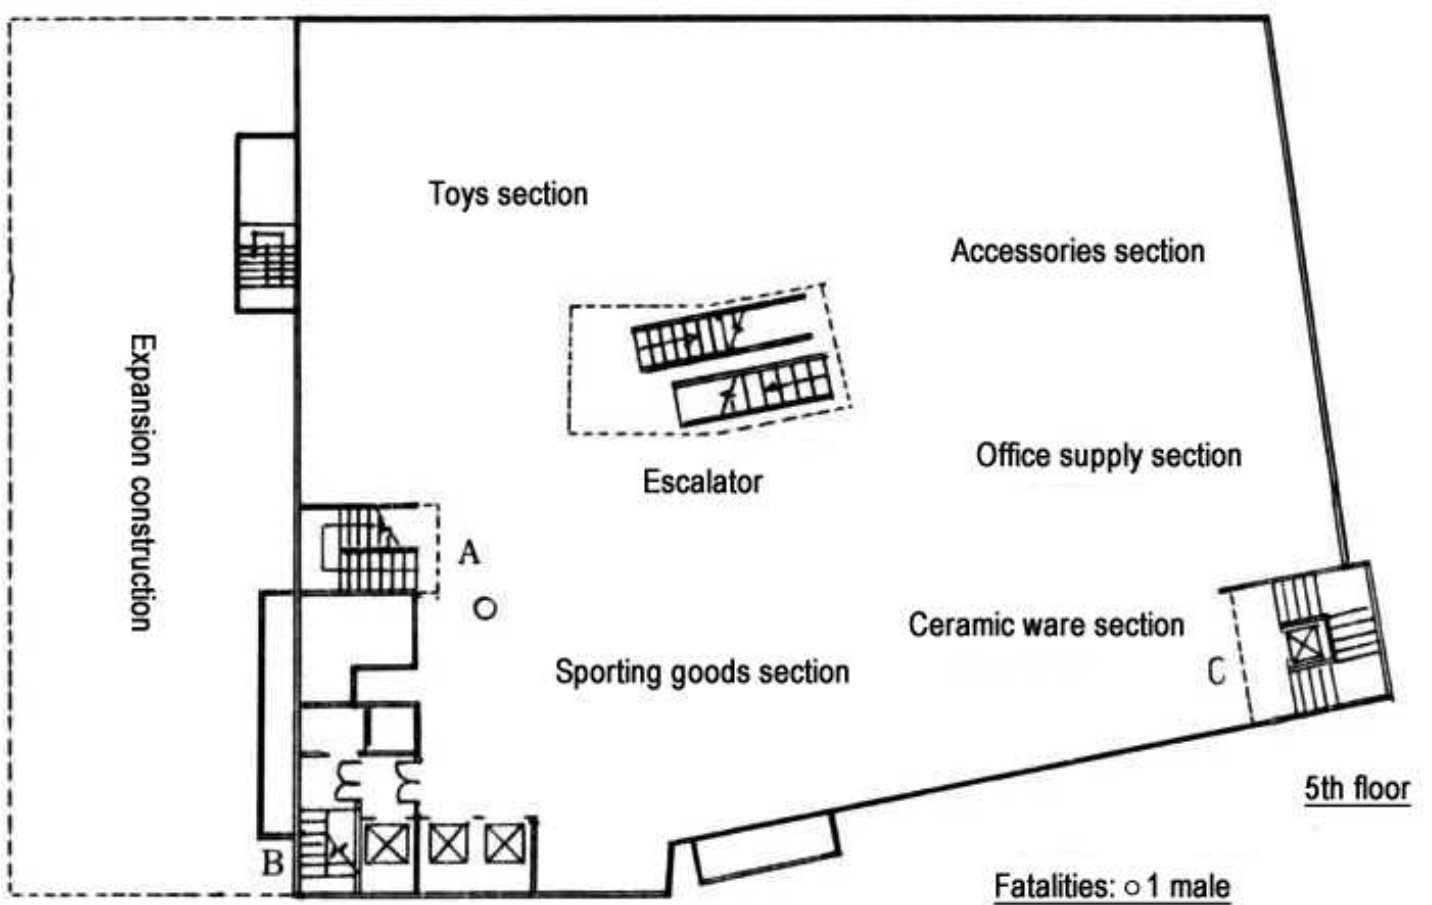 Toys section
Accessories section
Expansion construction
Office supply section
Escalator
A
Ceramic ware section
Sporting goods section
C
5th floor
B
Fatalities: ○ 1 male